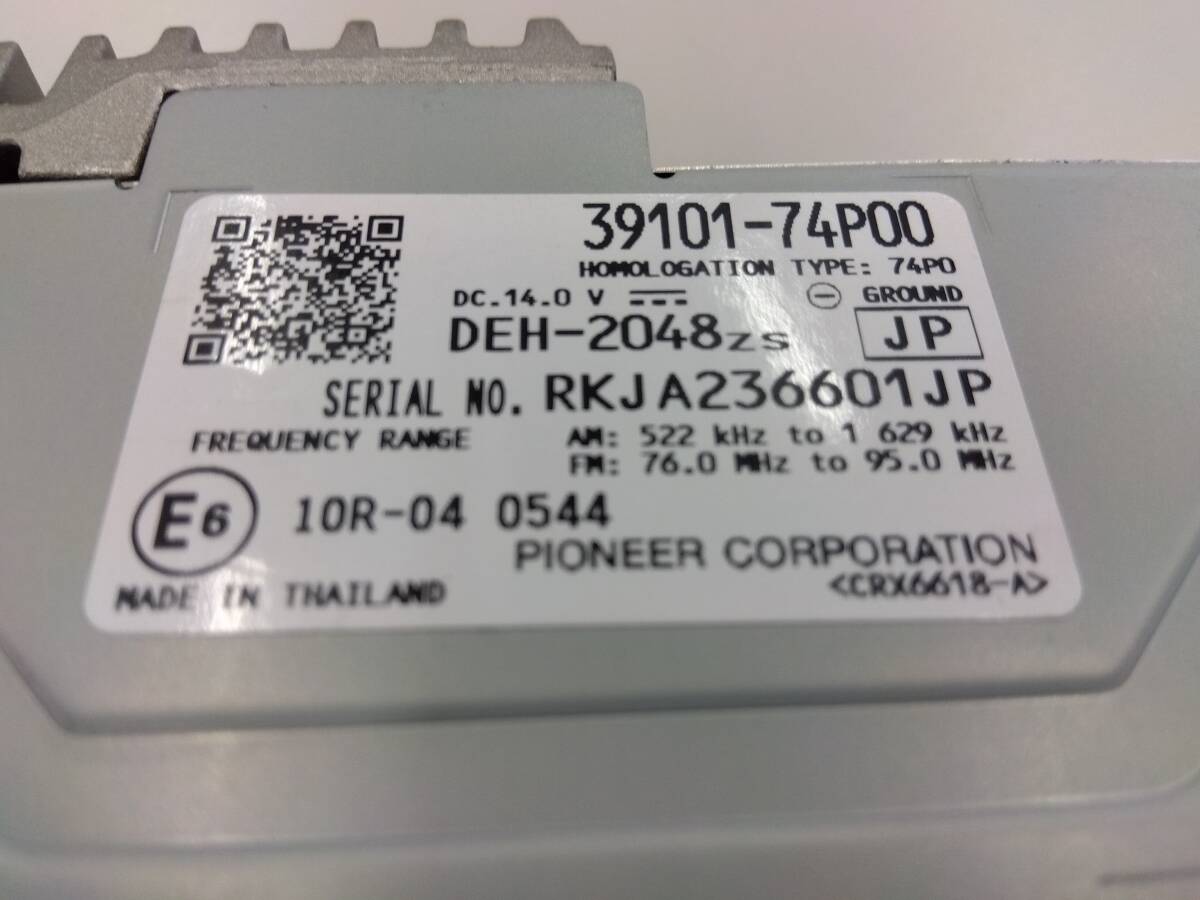 39101-74P00
HOMOLOGATION TYPE: 74P0
DC.14.0 V ⊖ GROUND
DEH-2048zs JP
SERIAL NO. RKJA236601JP
FREQUENCY RANGE AM: 522 kHz to 1 629 kHz
FM: 76.0 MHz to 95.0 MHz
E6 10R-04 0544
PIONEER CORPORATION
MADE IN THAILAND <CRX6618-A>